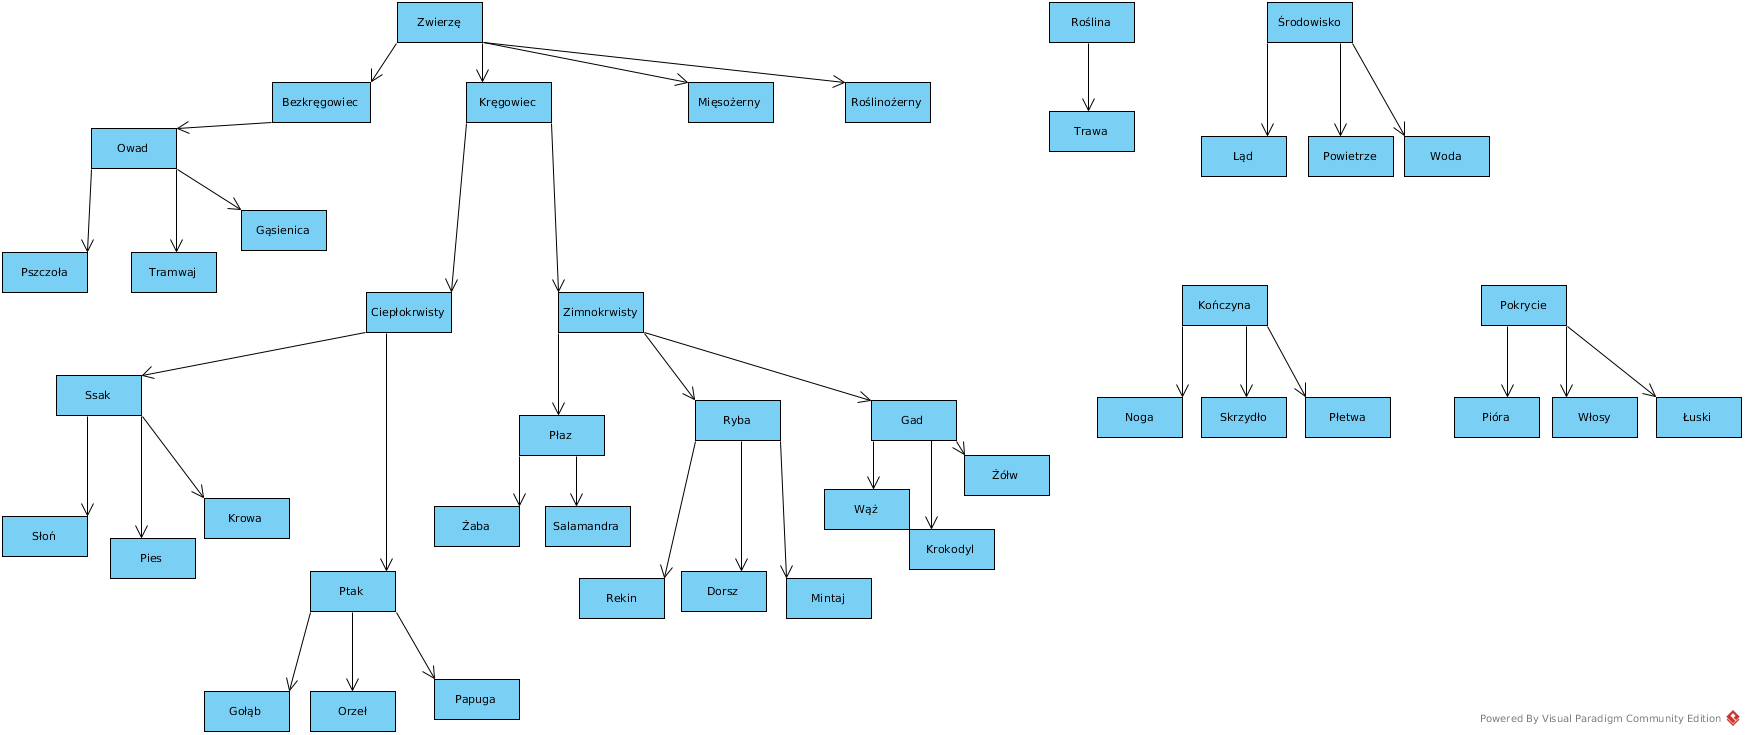 Zwierzę
Roślina
Środowisko
Bezkręgowiec
Kręgowiec
Mięsożerny
Roślinożerny
Trawa
Owad
Ląd
Powietrze
Woda
Gąsienica
Pszczoła
Tramwaj
Ciepłokrwisty
Zimnokrwisty
Kończyna
Pokrycie
Ssak
Płaz
Ryba
Gad
Noga
Skrzydło
Płetwa
Pióra
Włosy
Łuski
Żółw
Wąż
Krokodyl
Słoń
Pies
Krowa
Żaba
Salamandra
Ptak
Rekin
Dorsz
Mintaj
Gołąb
Orzeł
Papuga
Powered By Visual Paradigm Community Edition